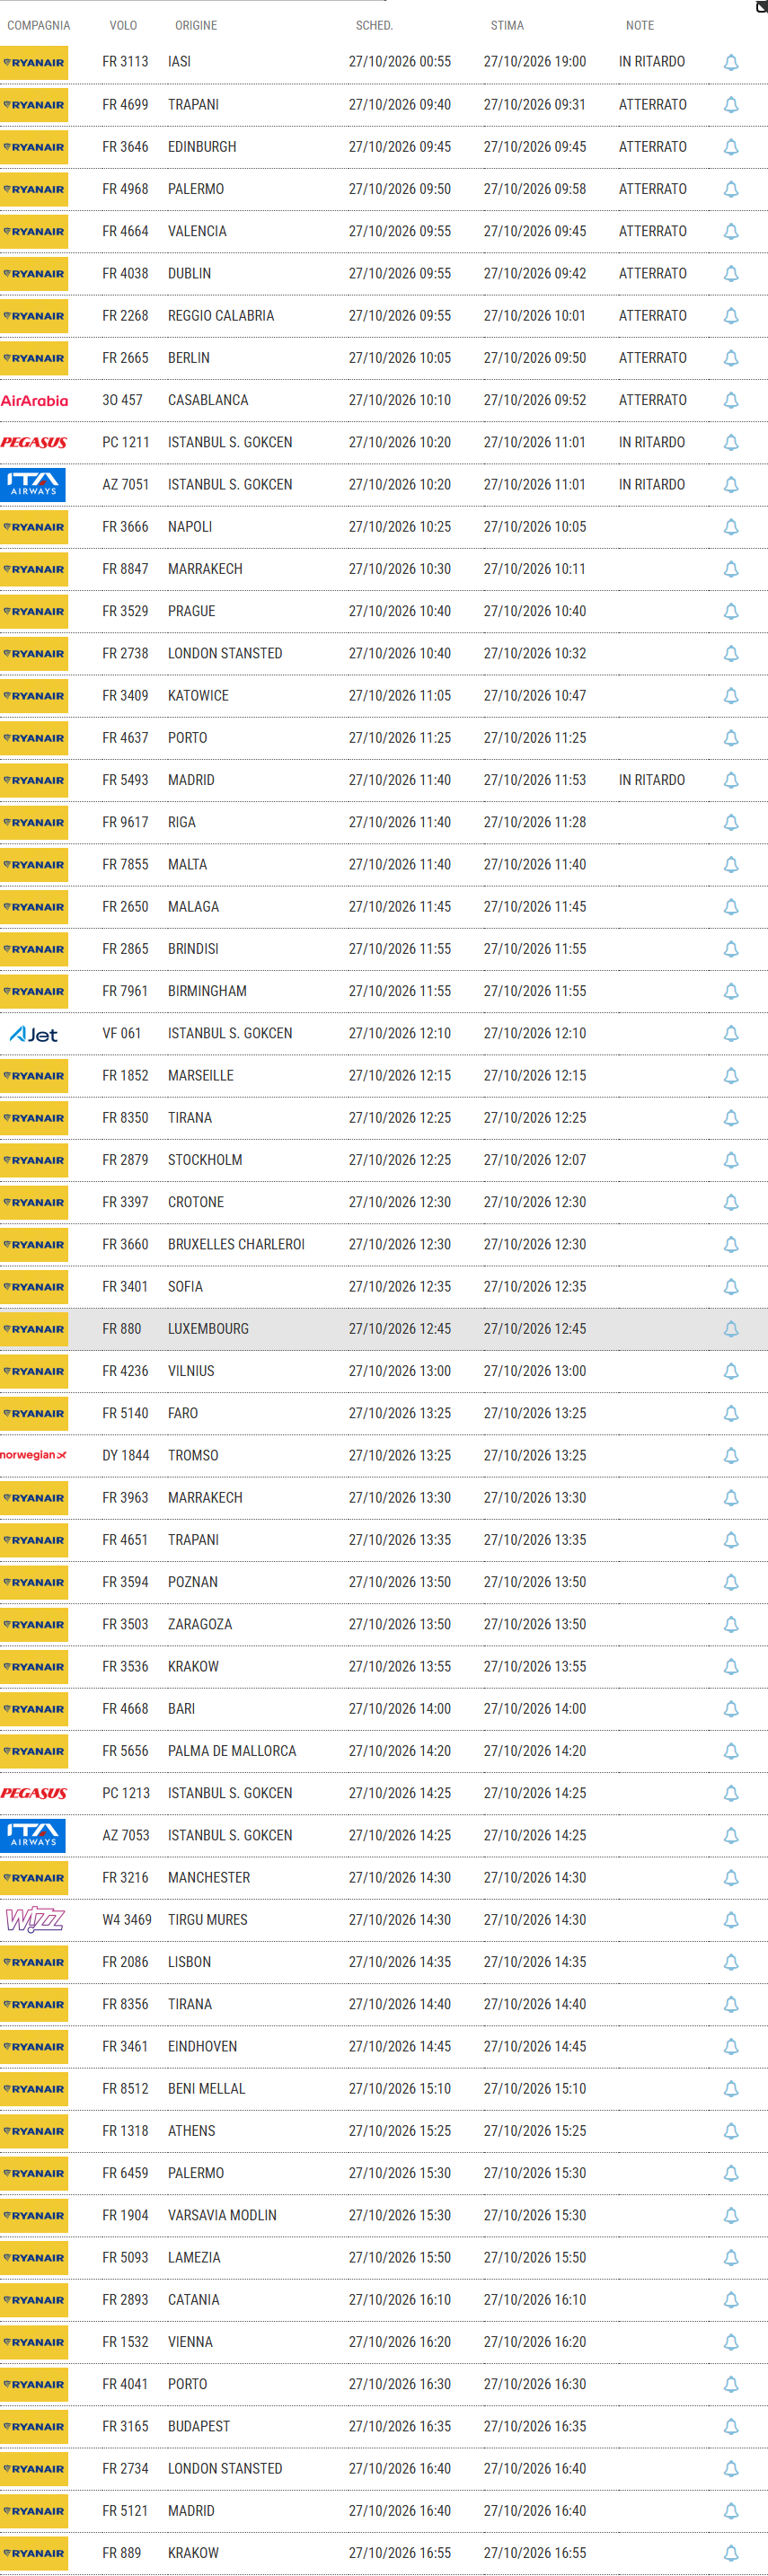 COMPAGNIA VOLO ORIGINE SCHED. STIMA NOTE
RYANAIR FR 3113 IASI 27/10/2026 00:55 27/10/2026 19:00 IN RITARDO
RYANAIR FR 4699 TRAPANI 27/10/2026 09:40 27/10/2026 09:31 ATTERRATO
RYANAIR FR 3646 EDINBURGH 27/10/2026 09:45 27/10/2026 09:45 ATTERRATO
RYANAIR FR 4968 PALERMO 27/10/2026 09:50 27/10/2026 09:58 ATTERRATO
RYANAIR FR 4664 VALENCIA 27/10/2026 09:55 27/10/2026 09:45 ATTERRATO
RYANAIR FR 4038 DUBLIN 27/10/2026 09:55 27/10/2026 09:42 ATTERRATO
RYANAIR FR 2268 REGGIO CALABRIA 27/10/2026 09:55 27/10/2026 10:01 ATTERRATO
RYANAIR FR 2665 BERLIN 27/10/2026 10:05 27/10/2026 09:50 ATTERRATO
AirArabia 3O 457 CASABLANCA 27/10/2026 10:10 27/10/2026 09:52 ATTERRATO
PEGASUS PC 1211 ISTANBUL S. GOKCEN 27/10/2026 10:20 27/10/2026 11:01 IN RITARDO
ITA AIRWAYS AZ 7051 ISTANBUL S. GOKCEN 27/10/2026 10:20 27/10/2026 11:01 IN RITARDO
RYANAIR FR 3666 NAPOLI 27/10/2026 10:25 27/10/2026 10:05
RYANAIR FR 8847 MARRAKECH 27/10/2026 10:30 27/10/2026 10:11
RYANAIR FR 3529 PRAGUE 27/10/2026 10:40 27/10/2026 10:40
RYANAIR FR 2738 LONDON STANSTED 27/10/2026 10:40 27/10/2026 10:32
RYANAIR FR 3409 KATOWICE 27/10/2026 11:05 27/10/2026 10:47
RYANAIR FR 4637 PORTO 27/10/2026 11:25 27/10/2026 11:25
RYANAIR FR 5493 MADRID 27/10/2026 11:40 27/10/2026 11:53 IN RITARDO
RYANAIR FR 9617 RIGA 27/10/2026 11:40 27/10/2026 11:28
RYANAIR FR 7855 MALTA 27/10/2026 11:40 27/10/2026 11:40
RYANAIR FR 2650 MALAGA 27/10/2026 11:45 27/10/2026 11:45
RYANAIR FR 2865 BRINDISI 27/10/2026 11:55 27/10/2026 11:55
RYANAIR FR 7961 BIRMINGHAM 27/10/2026 11:55 27/10/2026 11:55
AJet VF 061 ISTANBUL S. GOKCEN 27/10/2026 12:10 27/10/2026 12:10
RYANAIR FR 1852 MARSEILLE 27/10/2026 12:15 27/10/2026 12:15
RYANAIR FR 8350 TIRANA 27/10/2026 12:25 27/10/2026 12:25
RYANAIR FR 2879 STOCKHOLM 27/10/2026 12:25 27/10/2026 12:07
RYANAIR FR 3397 CROTONE 27/10/2026 12:30 27/10/2026 12:30
RYANAIR FR 3660 BRUXELLES CHARLEROI 27/10/2026 12:30 27/10/2026 12:30
RYANAIR FR 3401 SOFIA 27/10/2026 12:35 27/10/2026 12:35
RYANAIR FR 880 LUXEMBOURG 27/10/2026 12:45 27/10/2026 12:45
RYANAIR FR 4236 VILNIUS 27/10/2026 13:00 27/10/2026 13:00
RYANAIR FR 5140 FARO 27/10/2026 13:25 27/10/2026 13:25
norwegian DY 1844 TROMSO 27/10/2026 13:25 27/10/2026 13:25
RYANAIR FR 3963 MARRAKECH 27/10/2026 13:30 27/10/2026 13:30
RYANAIR FR 4651 TRAPANI 27/10/2026 13:35 27/10/2026 13:35
RYANAIR FR 3594 POZNAN 27/10/2026 13:50 27/10/2026 13:50
RYANAIR FR 3503 ZARAGOZA 27/10/2026 13:50 27/10/2026 13:50
RYANAIR FR 3536 KRAKOW 27/10/2026 13:55 27/10/2026 13:55
RYANAIR FR 4668 BARI 27/10/2026 14:00 27/10/2026 14:00
RYANAIR FR 5656 PALMA DE MALLORCA 27/10/2026 14:20 27/10/2026 14:20
PEGASUS PC 1213 ISTANBUL S. GOKCEN 27/10/2026 14:25 27/10/2026 14:25
ITA AIRWAYS AZ 7053 ISTANBUL S. GOKCEN 27/10/2026 14:25 27/10/2026 14:25
RYANAIR FR 3216 MANCHESTER 27/10/2026 14:30 27/10/2026 14:30
WIZZ W4 3469 TIRGU MURES 27/10/2026 14:30 27/10/2026 14:30
RYANAIR FR 2086 LISBON 27/10/2026 14:35 27/10/2026 14:35
RYANAIR FR 8356 TIRANA 27/10/2026 14:40 27/10/2026 14:40
RYANAIR FR 3461 EINDHOVEN 27/10/2026 14:45 27/10/2026 14:45
RYANAIR FR 8512 BENI MELLAL 27/10/2026 15:10 27/10/2026 15:10
RYANAIR FR 1318 ATHENS 27/10/2026 15:25 27/10/2026 15:25
RYANAIR FR 6459 PALERMO 27/10/2026 15:30 27/10/2026 15:30
RYANAIR FR 1904 VARSAVIA MODLIN 27/10/2026 15:30 27/10/2026 15:30
RYANAIR FR 5093 LAMEZIA 27/10/2026 15:50 27/10/2026 15:50
RYANAIR FR 2893 CATANIA 27/10/2026 16:10 27/10/2026 16:10
RYANAIR FR 1532 VIENNA 27/10/2026 16:20 27/10/2026 16:20
RYANAIR FR 4041 PORTO 27/10/2026 16:30 27/10/2026 16:30
RYANAIR FR 3165 BUDAPEST 27/10/2026 16:35 27/10/2026 16:35
RYANAIR FR 2734 LONDON STANSTED 27/10/2026 16:40 27/10/2026 16:40
RYANAIR FR 5121 MADRID 27/10/2026 16:40 27/10/2026 16:40
RYANAIR FR 889 KRAKOW 27/10/2026 16:55 27/10/2026 16:55